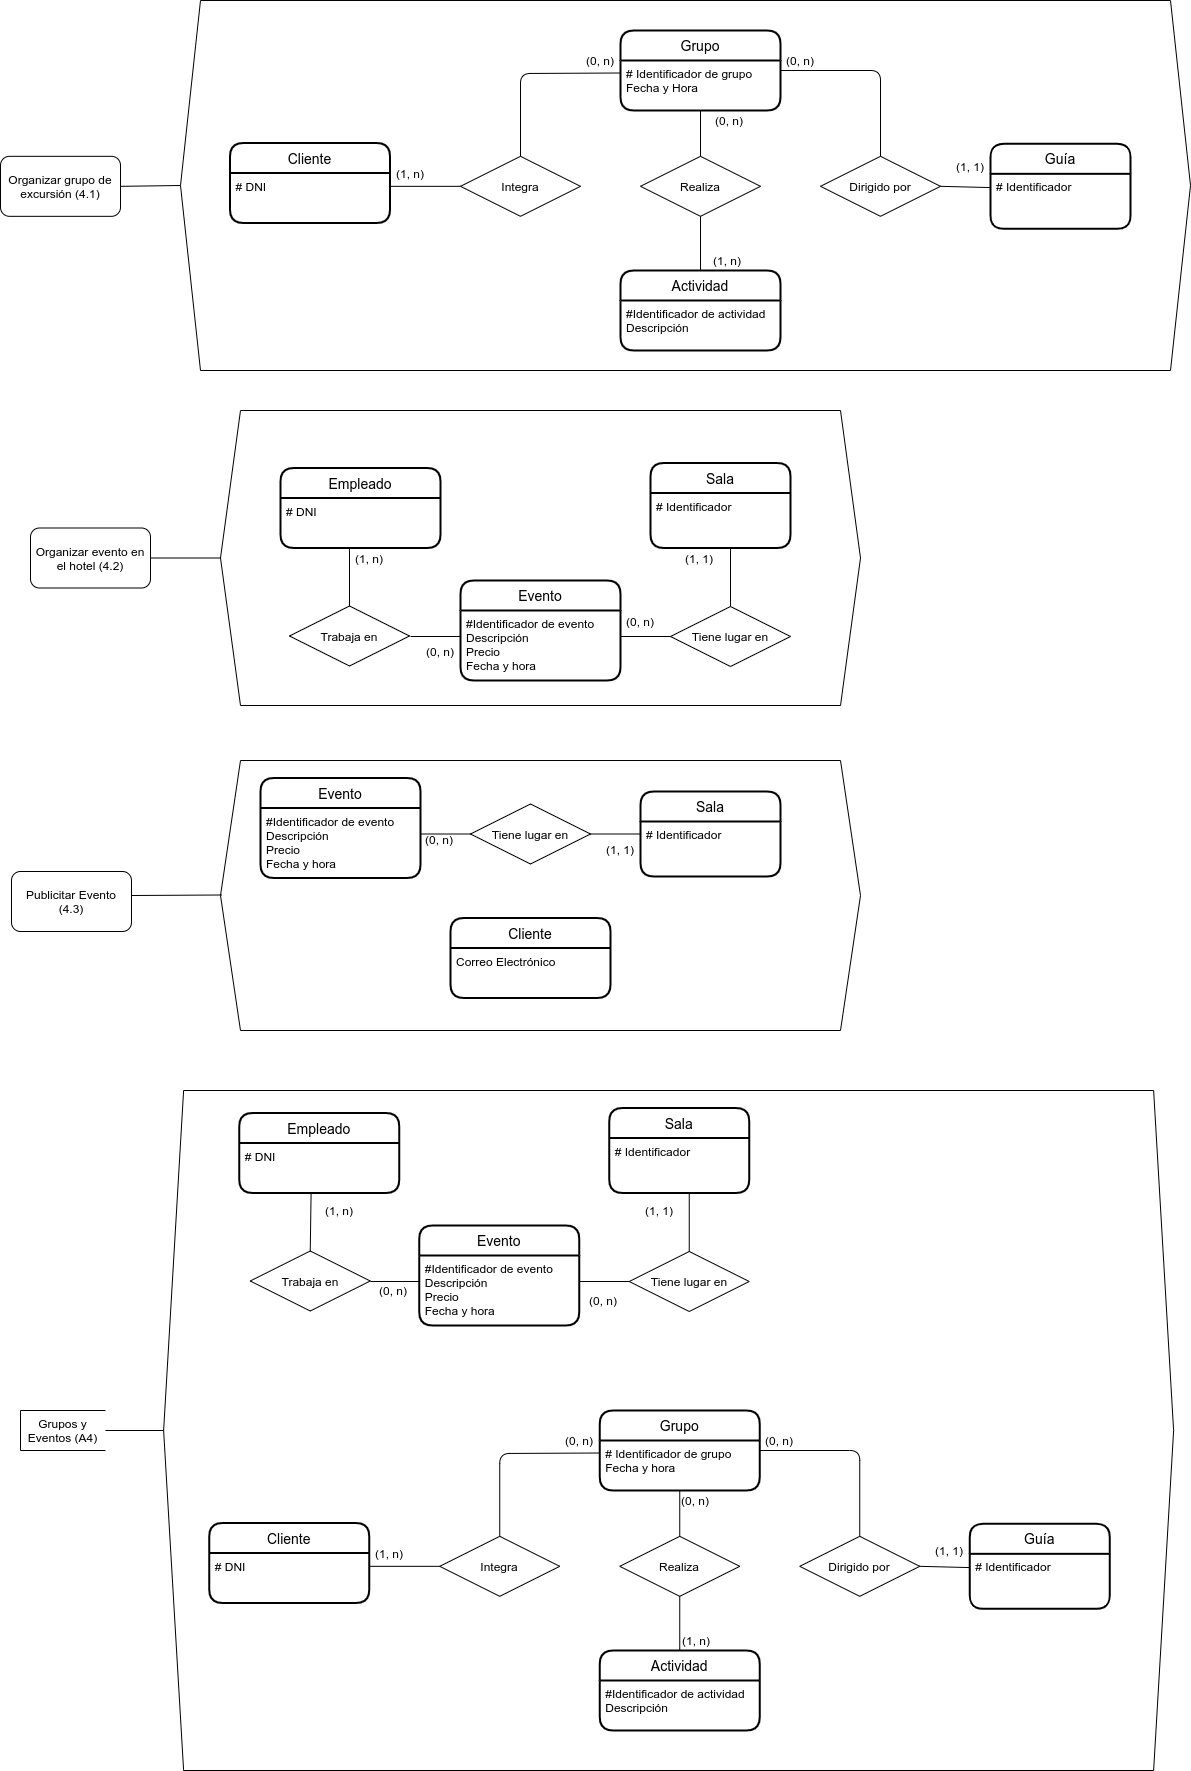 Organizar grupo de
excursión (4.1)
Grupo
# Identificador de grupo
Fecha y Hora
(0, n)
(0, n)
(0, n)
Cliente
# DNI
(1, n)
Integra
Realiza
Dirigido por
(1, 1)
Guía
# Identificador
(1, n)
Actividad
#Identificador de actividad
Descripción
Organizar evento en
el hotel (4.2)
Empleado
# DNI
(1, n)
Sala
# Identificador
(1, 1)
Trabaja en
(0, n)
Evento
#Identificador de evento
Descripción
Precio
Fecha y hora
(0, n)
Tiene lugar en
Publicitar Evento
(4.3)
Evento
#Identificador de evento
Descripción
Precio
Fecha y hora
(0, n)
Tiene lugar en
(1, 1)
Sala
# Identificador
Cliente
Correo Electrónico
Grupos y
Eventos (A4)
Empleado
# DNI
(1, n)
Sala
# Identificador
(1, 1)
Trabaja en
(0, n)
Evento
#Identificador de evento
Descripción
Precio
Fecha y hora
(0, n)
Tiene lugar en
(0, n)
Grupo
# Identificador de grupo
Fecha y hora
(0, n)
(0, n)
Cliente
# DNI
(1, n)
Integra
Realiza
Dirigido por
(1, 1)
Guía
# Identificador
(1, n)
Actividad
#Identificador de actividad
Descripción